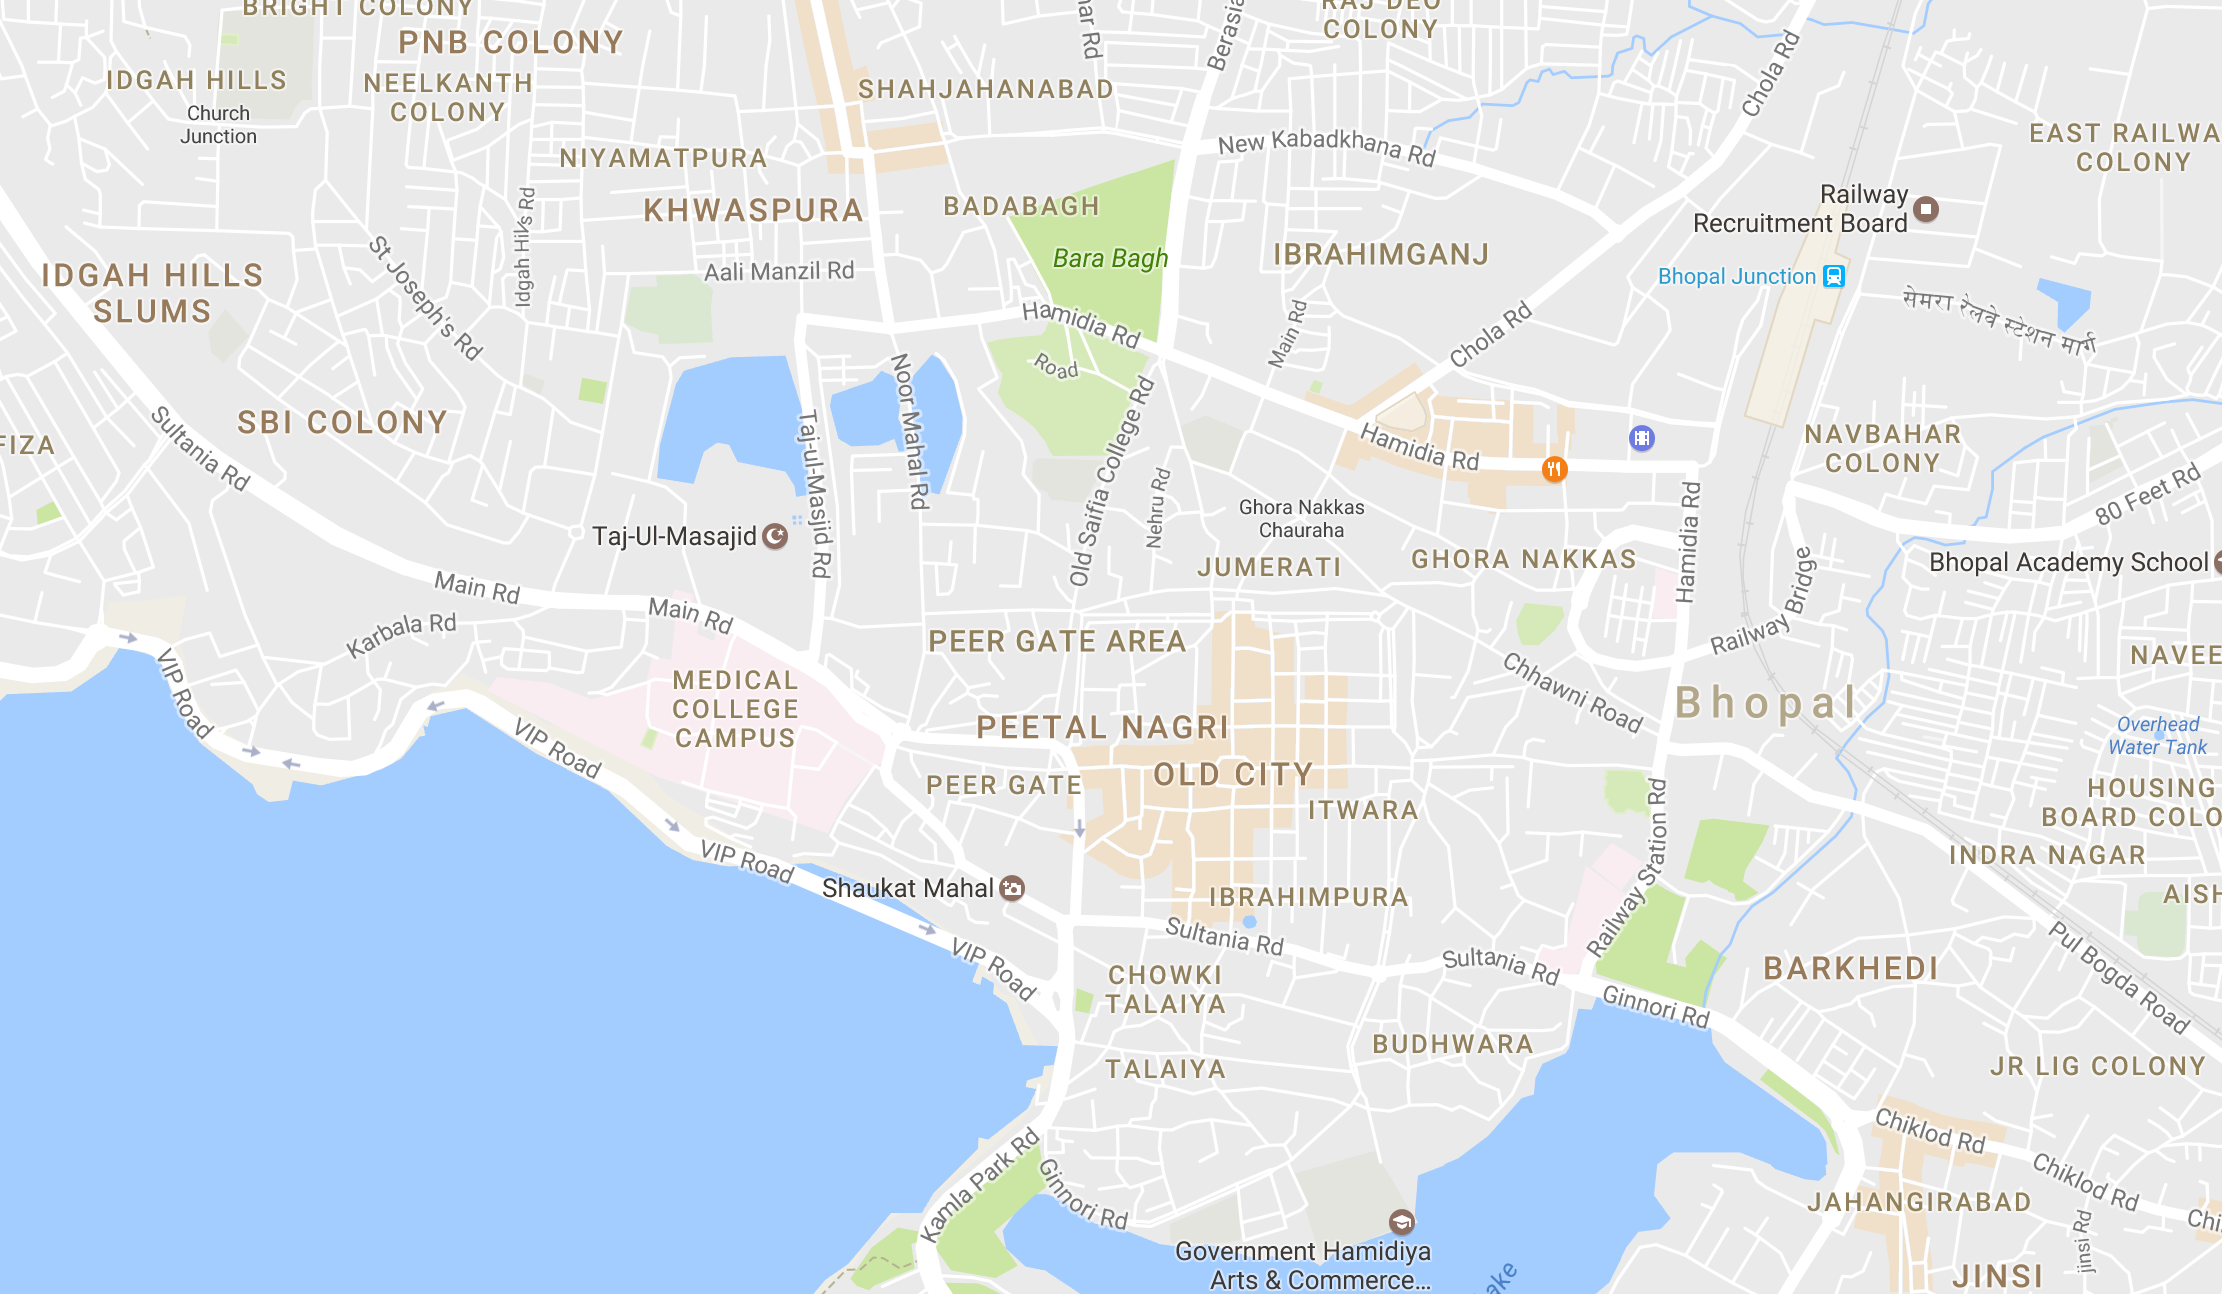 BRIGHT COLONY
PNB COLONY
IDGAH HILLS
NEELKANTH
COLONY
Church
Junction
SHAHJAHANABAD
Berasia
RAJ DEO
COLONY
Chola Rd
NIYAMATPURA
KHWASPURA
BADABAGH
Bara Bagh
New Kabadkhana Rd
EAST RAILWA
COLONY
Railway
Recruitment Board
IDGAH HILLS
SLUMS
St Joseph's Rd
Aali Manzil Rd
IBRAHIMGANJ
Bhopal Junction
सेमरा रेलवे स्टेशन मार्ग
Hamidia Rd
Road
Main Rd
Chola Rd
SBI COLONY
Sultania Rd
FIZA
Taj-ul-Masjid Rd
Noor Mahal Rd
Old Saifia College Rd
Nehru Rd
Hamidia Rd
NAVBAHAR
COLONY
80 Feet Rd
Taj-Ul-Masajid
Ghora Nakkas
Chauraha
JUMERATI
GHORA NAKKAS
Hamidia Rd
Bhopal Academy School
Railway Bridge
Main Rd
Main Rd
Karbala Rd
PEER GATE AREA
Chhawni Road
NAVEE
VIP Road
MEDICAL
COLLEGE
CAMPUS
PEETAL NAGRI
Bhopal
Overhead
Water Tank
VIP Road
OLD CITY
PEER GATE
ITWARA
HOUSING
BOARD COLO
Railway Station Rd
INDRA NAGAR
VIP Road
Shaukat Mahal
IBRAHIMPURA
AISH
Sultania Rd
VIP Road
CHOWKI
TALAIYA
Sultania Rd
Ginnori Rd
BARKHEDI
Pul Bogda Road
BUDHWARA
TALAIYA
JR LIG COLONY
Kamla Park Rd
Ginnori Rd
Chiklod Rd
Chiklod Rd
JAHANGIRABAD
Chi
Jinsi Rd
Government Hamidiya
Arts & Commerce...
JINSI